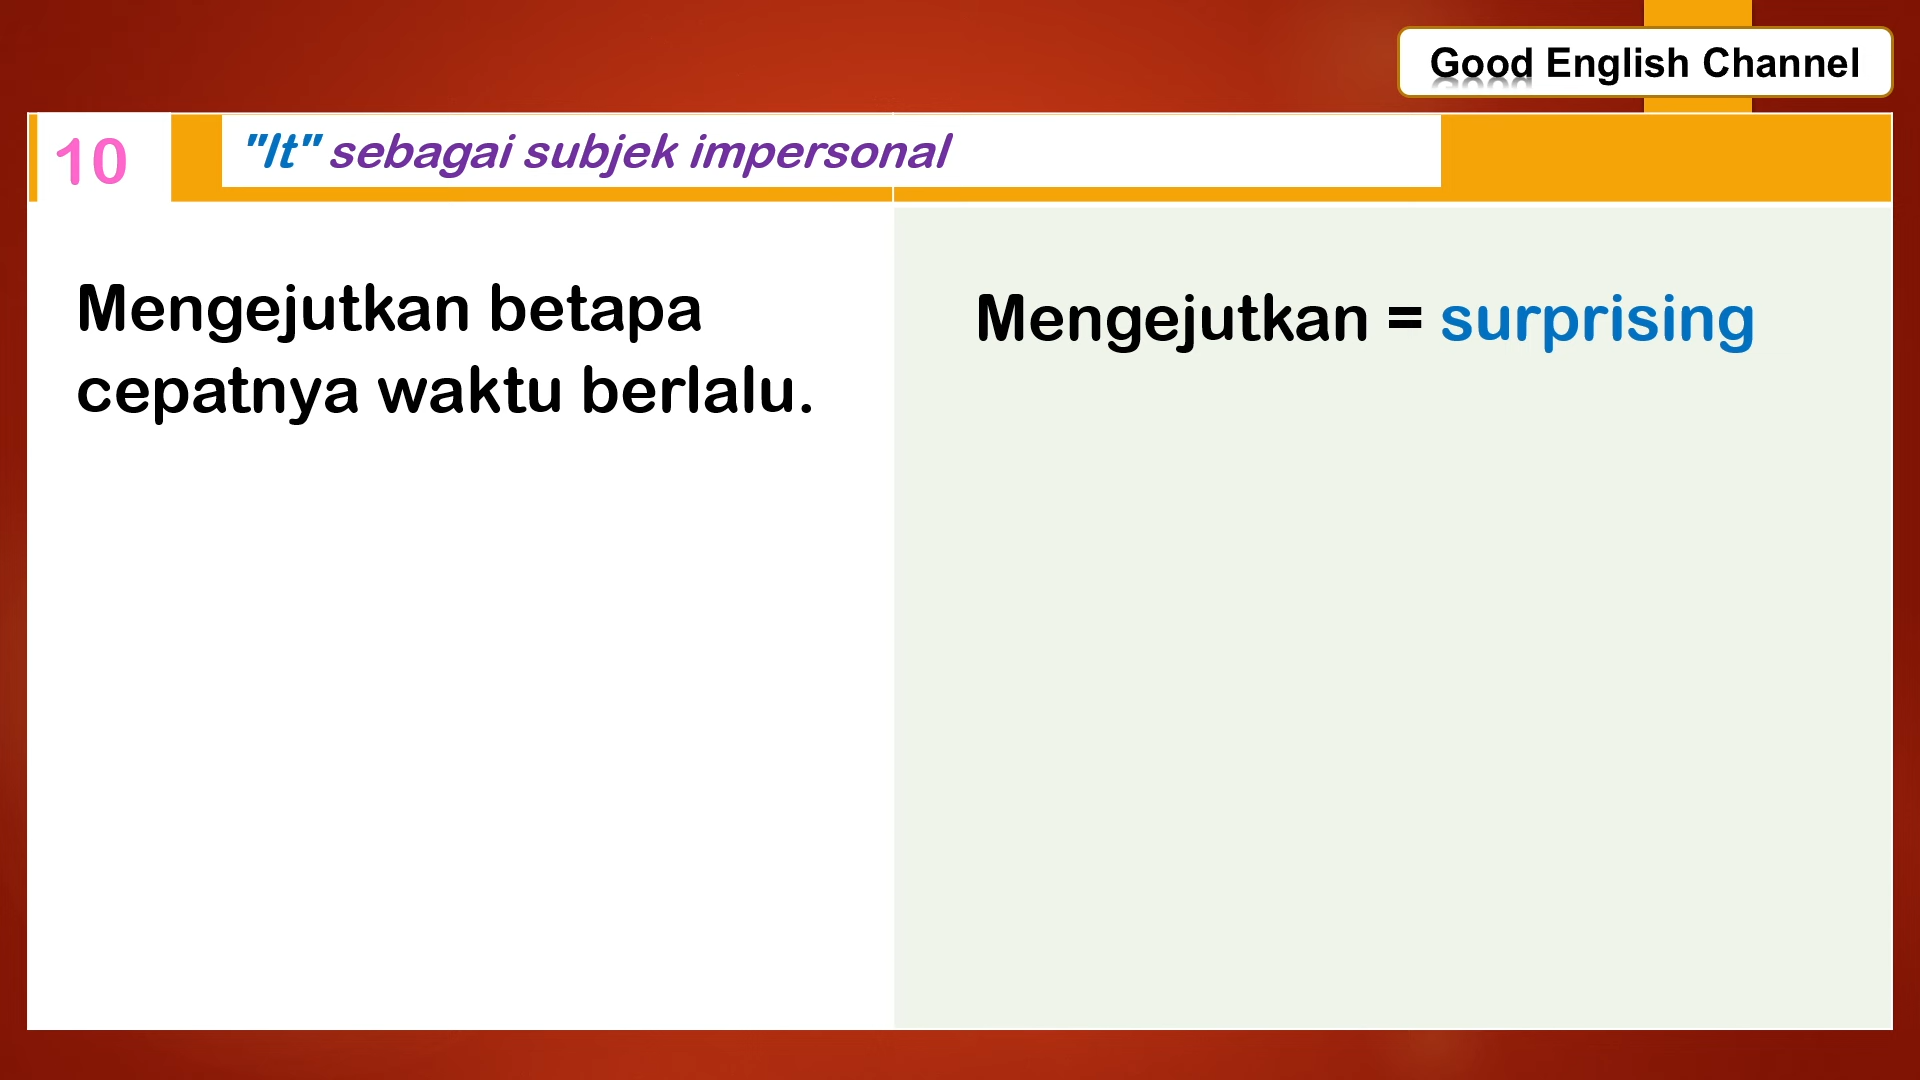 Good English Channel
10
"It" sebagai subjek impersonal
Mengejutkan betapa
cepatnya waktu berlalu.
Mengejutkan = surprising